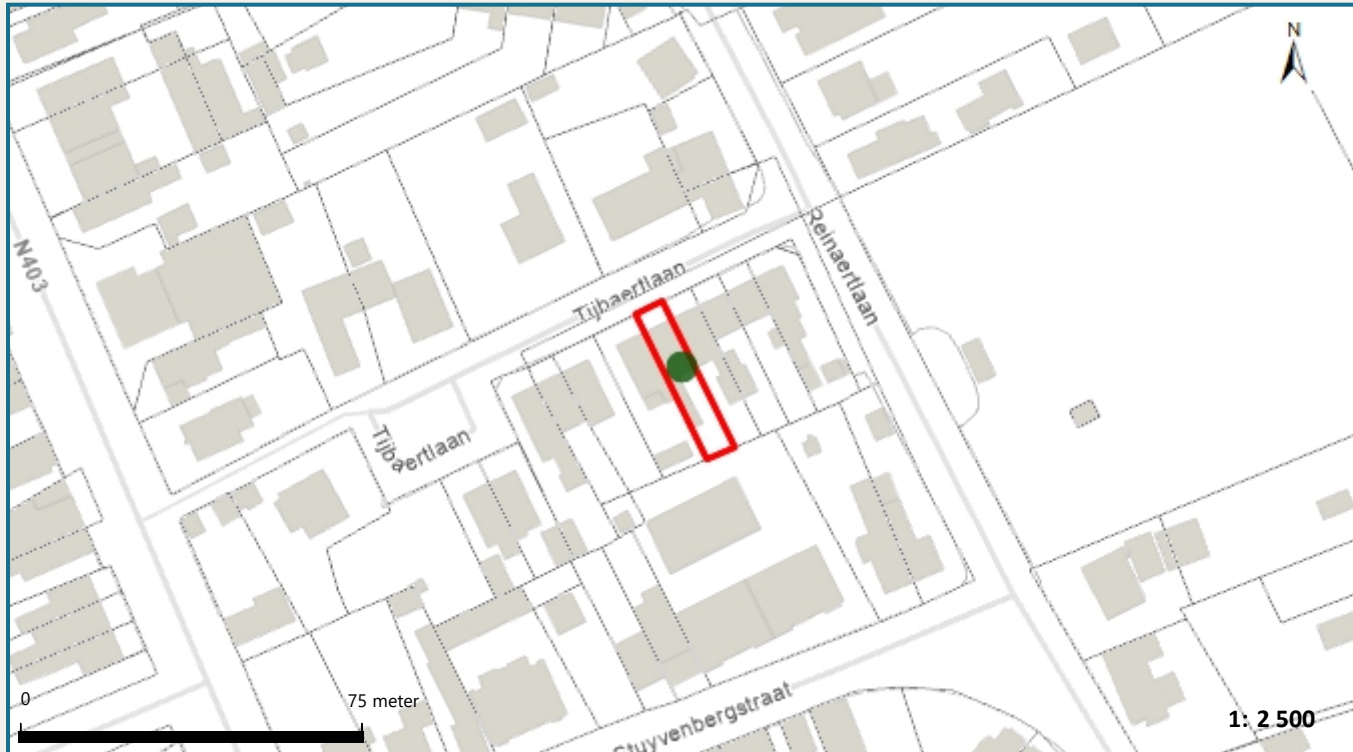 N
N403
Tijbaertlaan
Reinaertlaan
Tijbaertlaan
0
75 meter
Stuyvenbergstraat
1: 2 500